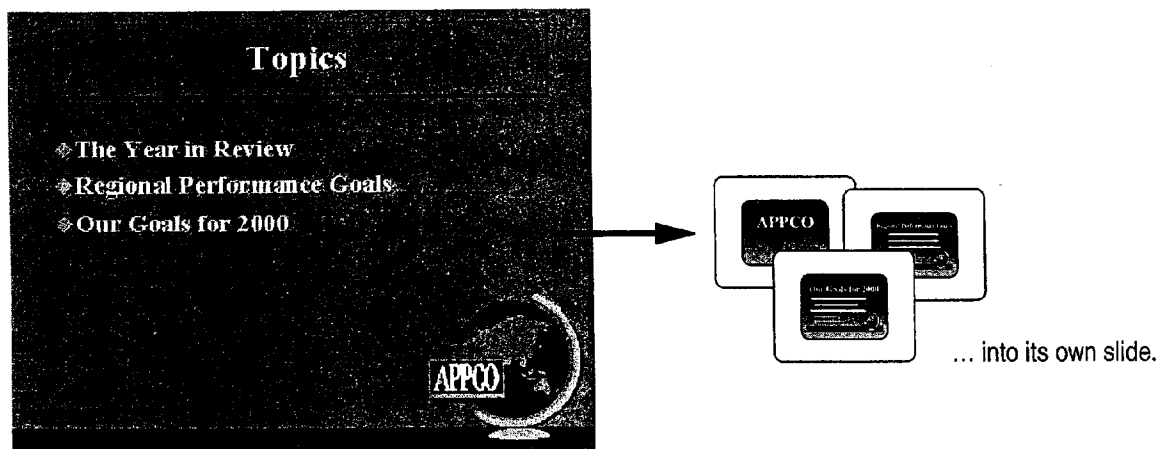 Topics
The Year in Review
Regional Performance Goals
Our Goals for 2000
APPCO
APPCO
Regional Performance Goals
Our Goals for 2000
... into its own slide.